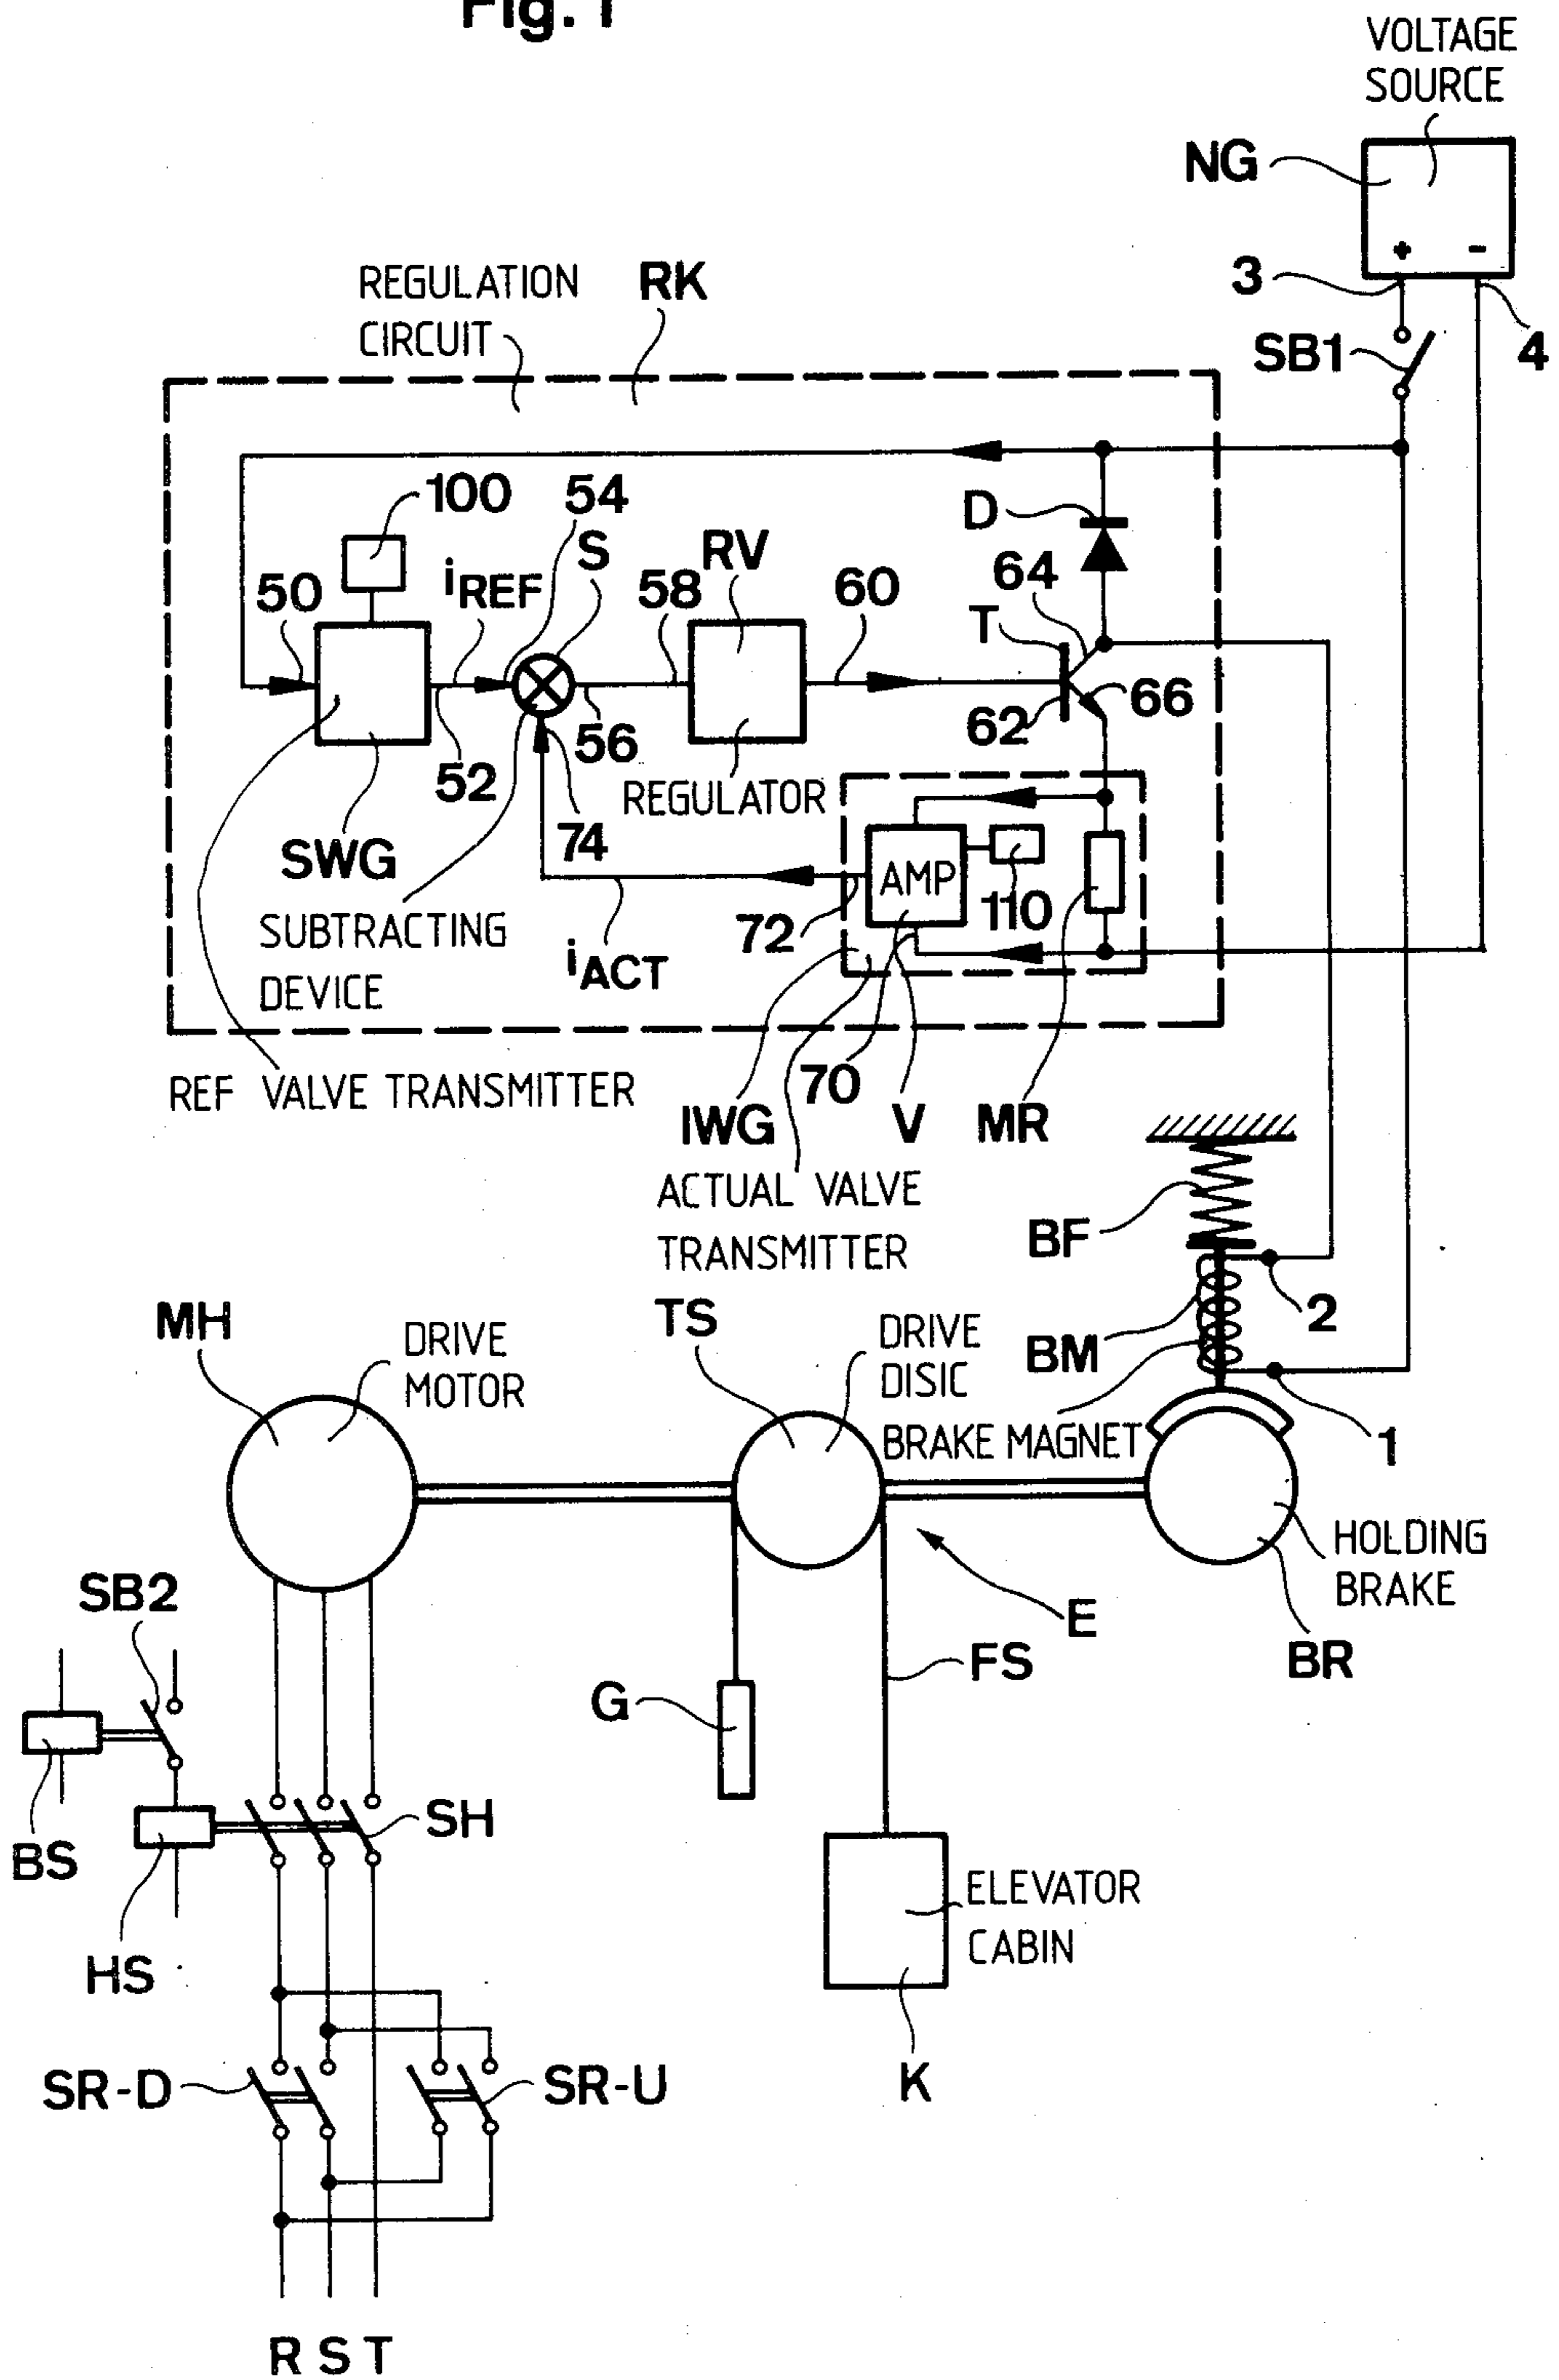 Fig. 1
VOLTAGE
SOURCE
NG
+ -
3
4
SB1
REGULATION
CIRCUIT
RK
100
54
S
D
50
iREF
58
RV
60
64
T
52
56
62
66
REGULATOR
SWG
74
AMP
110
72
SUBTRACTING
DEVICE
iACT
REF VALVE TRANSMITTER
70
IWG
V
MR
ACTUAL VALVE
TRANSMITTER
BF
2
BM
MH
DRIVE
MOTOR
TS
DRIVE
DISIC
BRAKE MAGNET
1
HOLDING
BRAKE
BR
E
SB2
FS
G
BS
SH
HS
ELEVATOR
CABIN
K
SR-D
SR-U
R S T